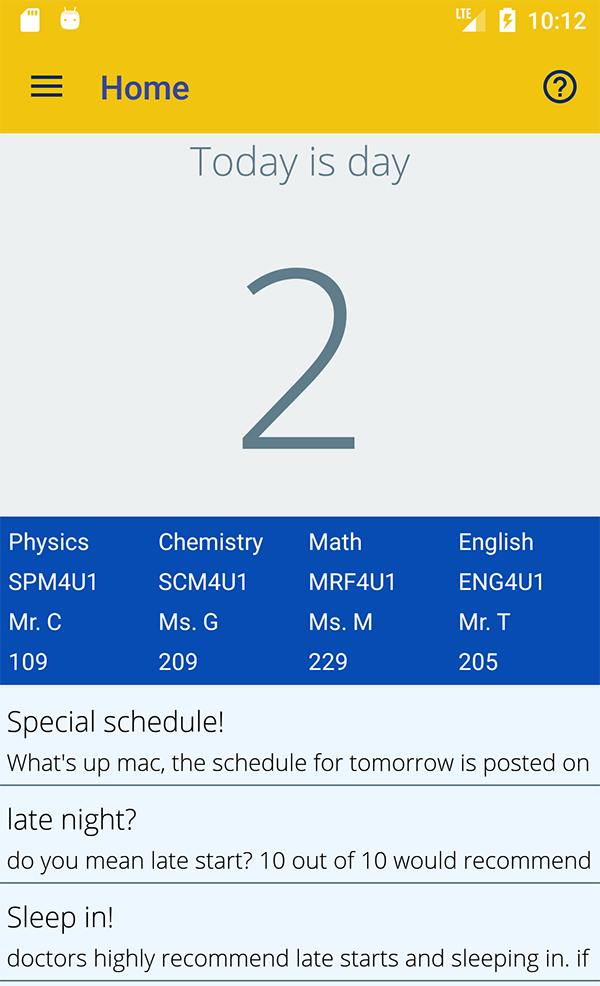 LTE 10:12
Home
Today is day
2
Physics Chemistry Math English
SPM4U1 SCM4U1 MRF4U1 ENG4U1
Mr. C Ms. G Ms. M Mr. T
109 209 229 205
Special schedule!
What's up mac, the schedule for tomorrow is posted on
late night?
do you mean late start? 10 out of 10 would recommend
Sleep in!
doctors highly recommend late starts and sleeping in. if